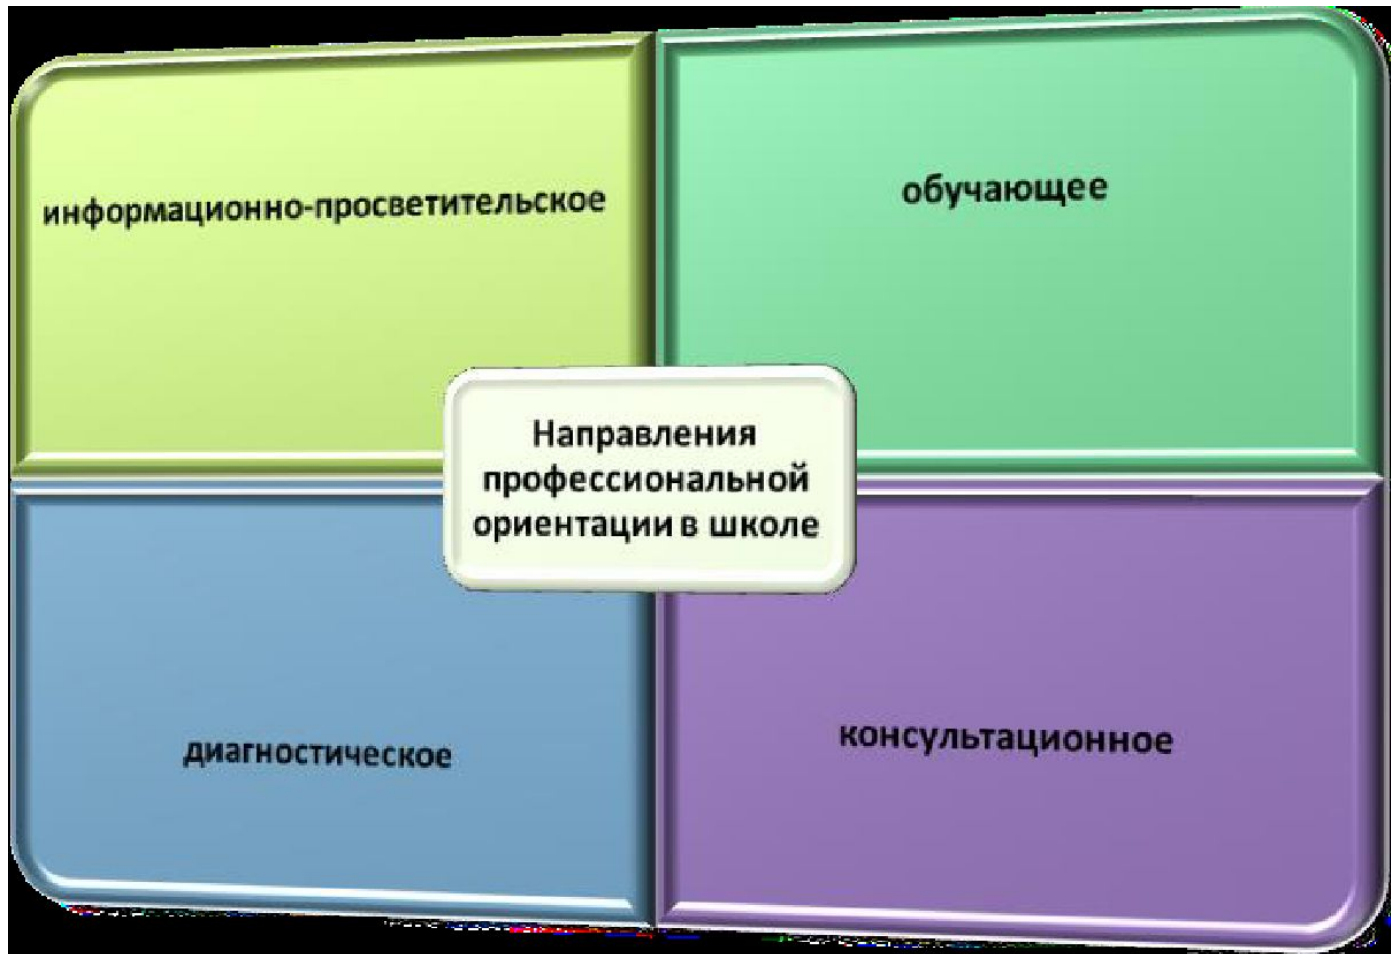 информационно-просветительское
обучающее
Направления
профессиональной
ориентации в школе
диагностическое
консультационное